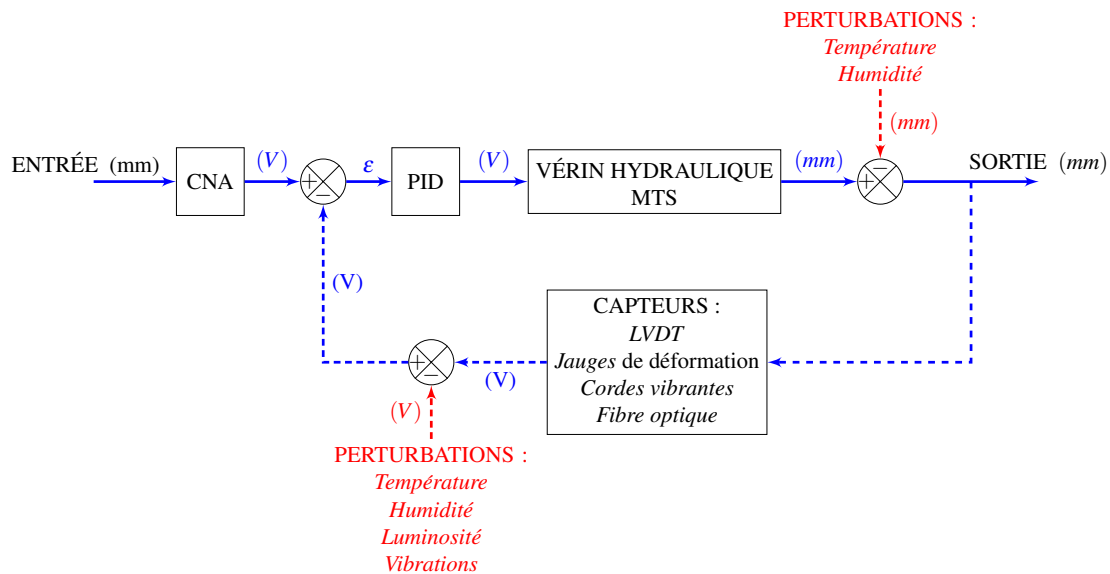 PERTURBATIONS :
Température
Humidité
(mm)
ENTRÉE (mm)
CNA
(V)
+
−
ε
PID
(V)
VÉRIN HYDRAULIQUE
MTS
(mm)
+
−
SORTIE (mm)
(V)
CAPTEURS :
LVDT
Jauges de déformation
Cordes vibrantes
Fibre optique
(V)
+
−
(V)
PERTURBATIONS :
Température
Humidité
Luminosité
Vibrations